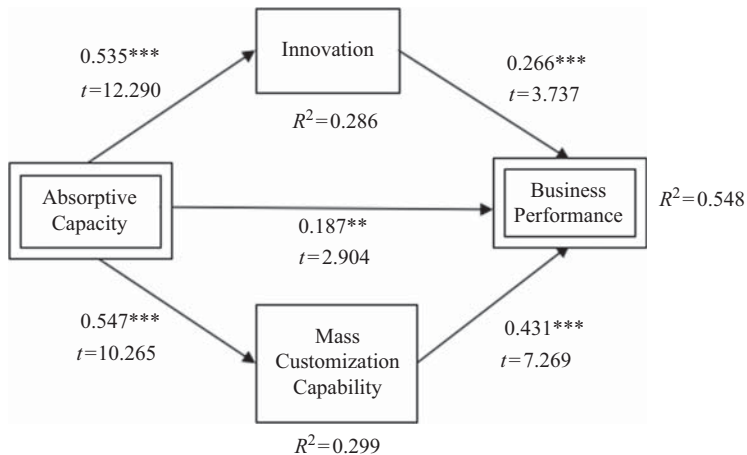 Innovation
0.535***
t=12.290
0.266***
t=3.737
R²=0.286
Absorptive
Capacity
Business
Performance
R²=0.548
0.187**
t=2.904
0.547***
t=10.265
Mass
Customization
Capability
0.431***
t=7.269
R²=0.299